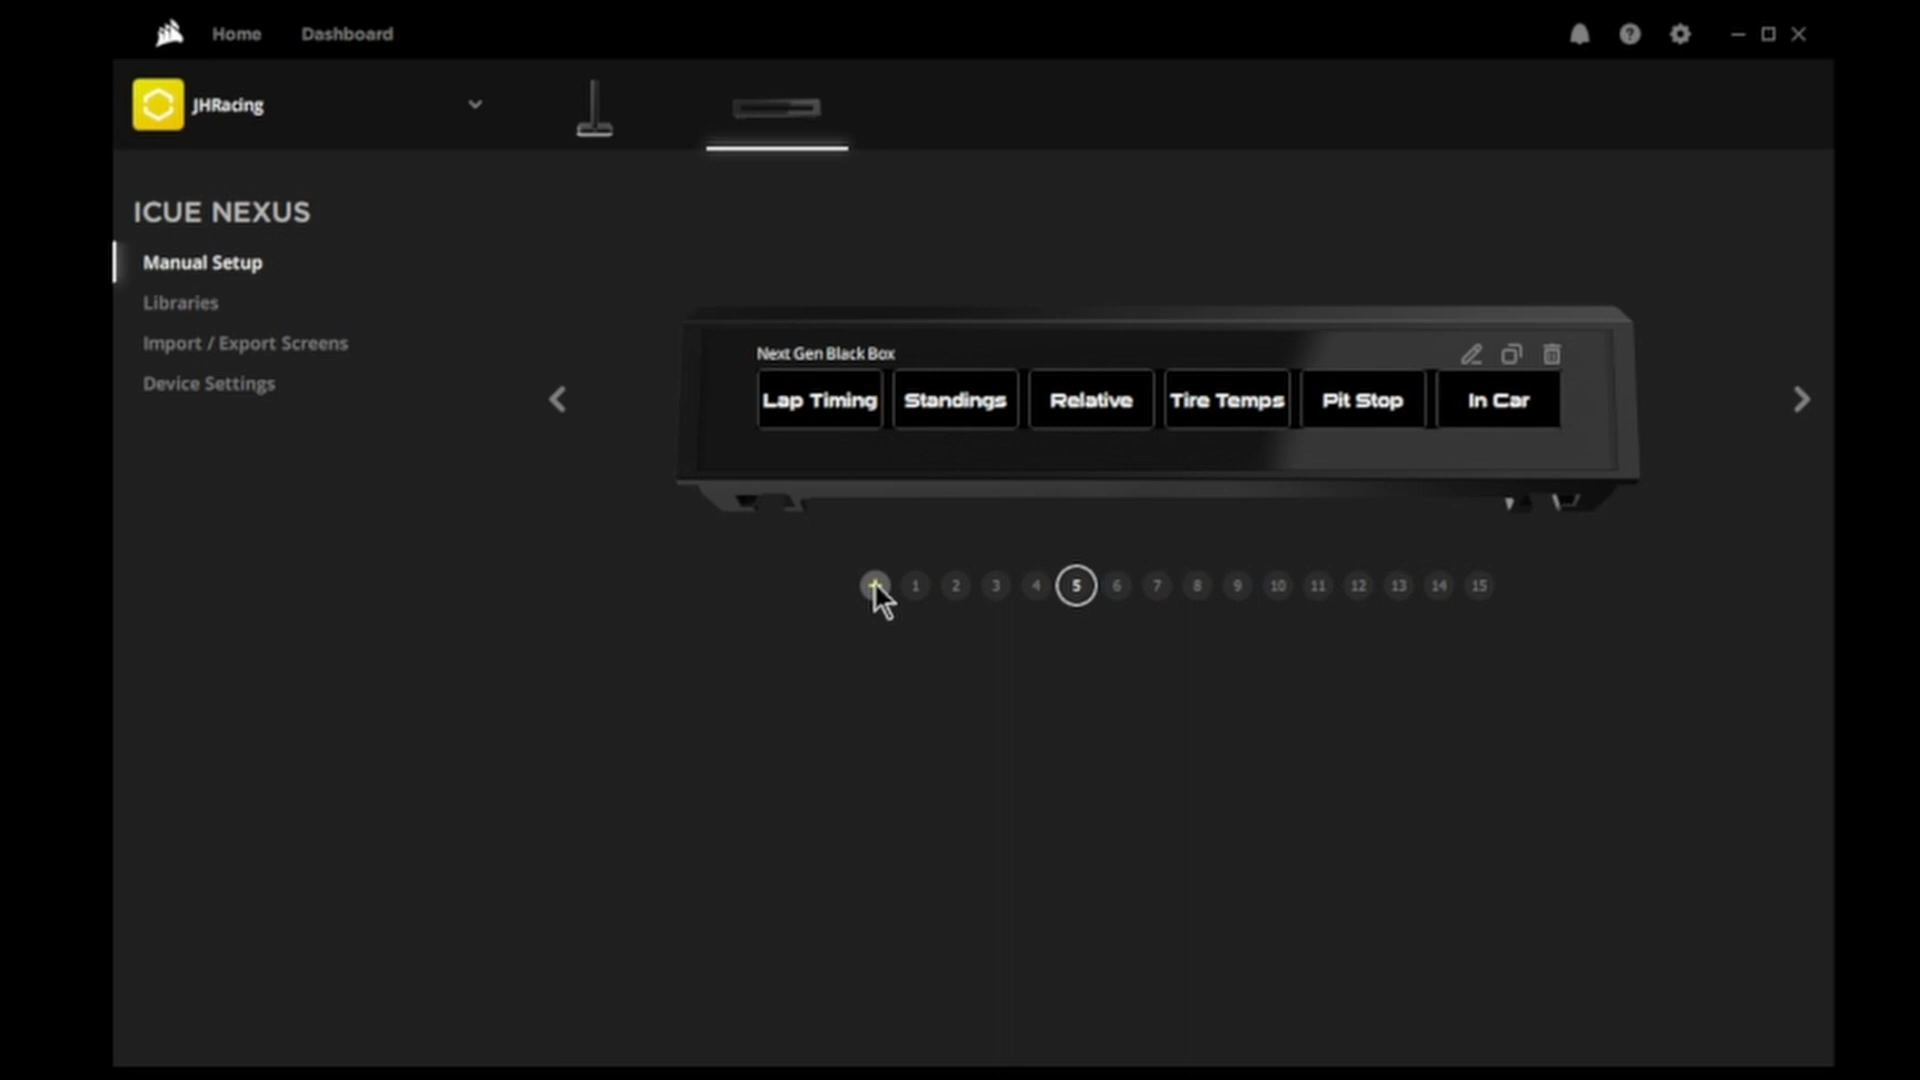 Home Dashboard
JHRacing
ICUE NEXUS
Manual Setup
Libraries
Import / Export Screens
Device Settings
Next Gen Black Box
Lap Timing Standings Relative Tire Temps Pit Stop In Car
1 2 3 4 5 6 7 8 9 10 11 12 13 14 15